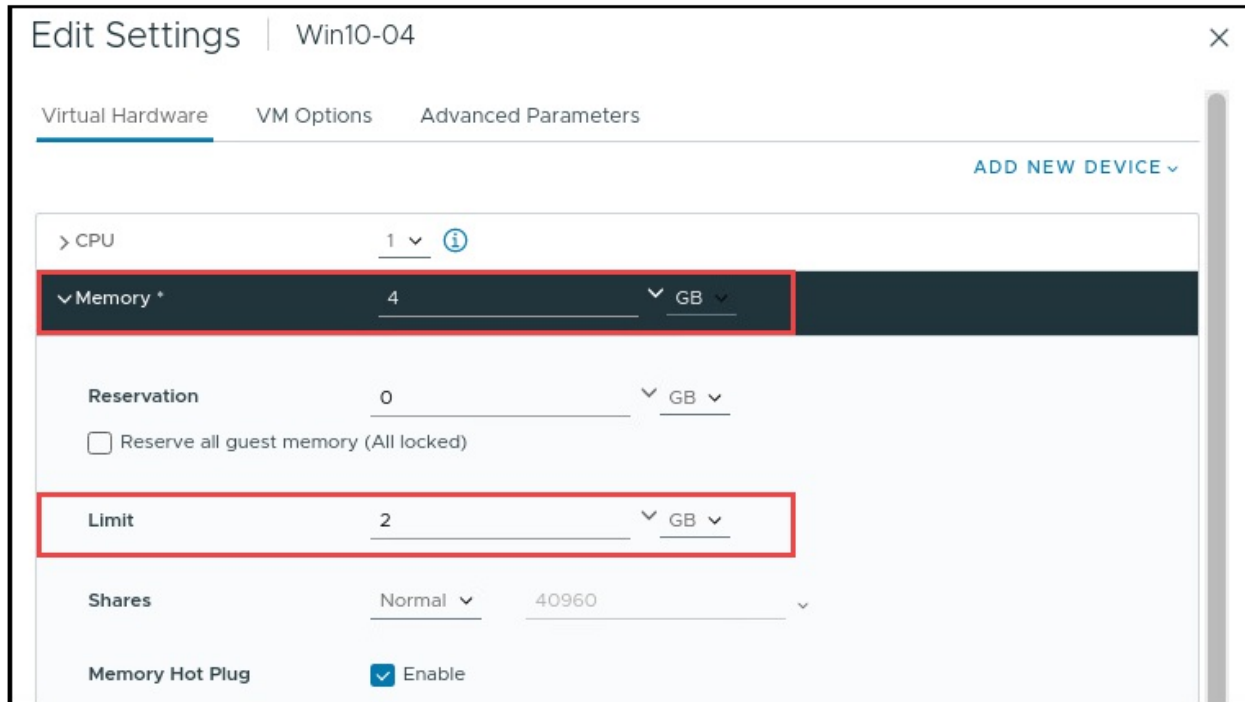 Edit Settings | Win10-04
Virtual Hardware VM Options Advanced Parameters
ADD NEW DEVICE
CPU 1
Memory * 4 GB
Reservation 0 GB
Reserve all guest memory (All locked)
Limit 2 GB
Shares Normal 40960
Memory Hot Plug Enable